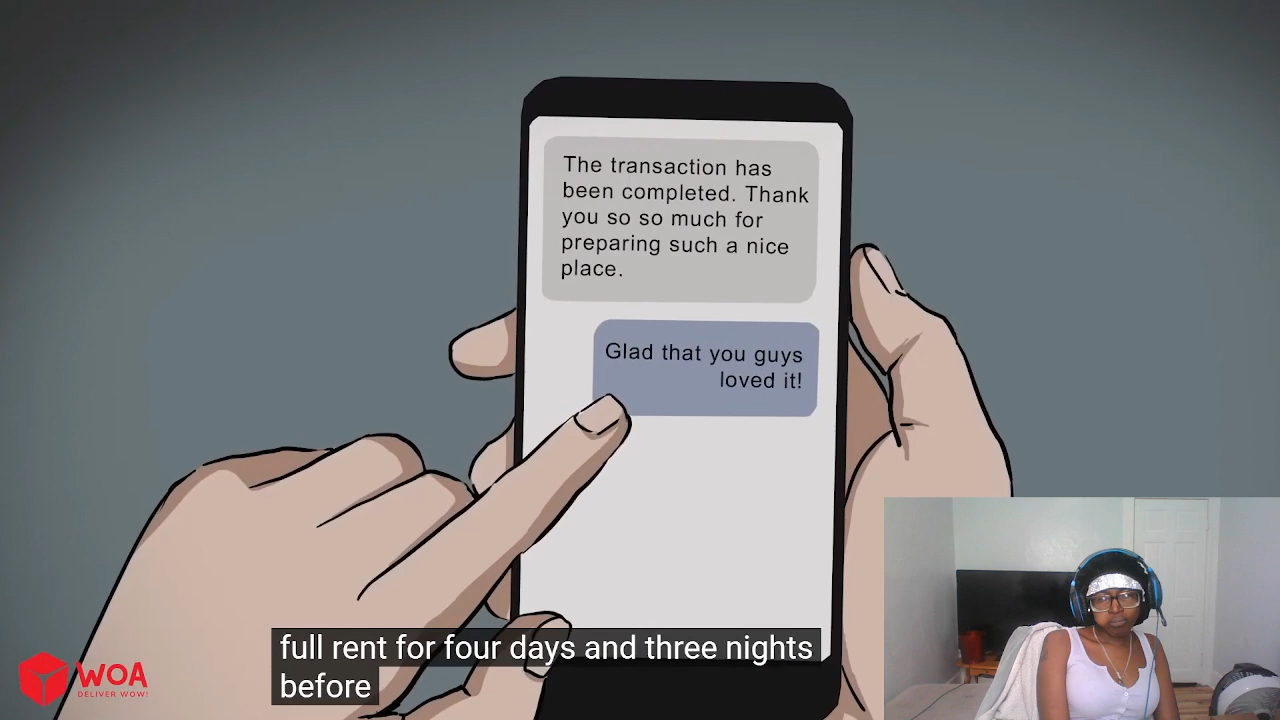 The transaction has
been completed. Thank
you so so much for
preparing such a nice
place.
Glad that you guys
loved it!
full rent for four days and three nights
before
WOA
DELIVER WOW!